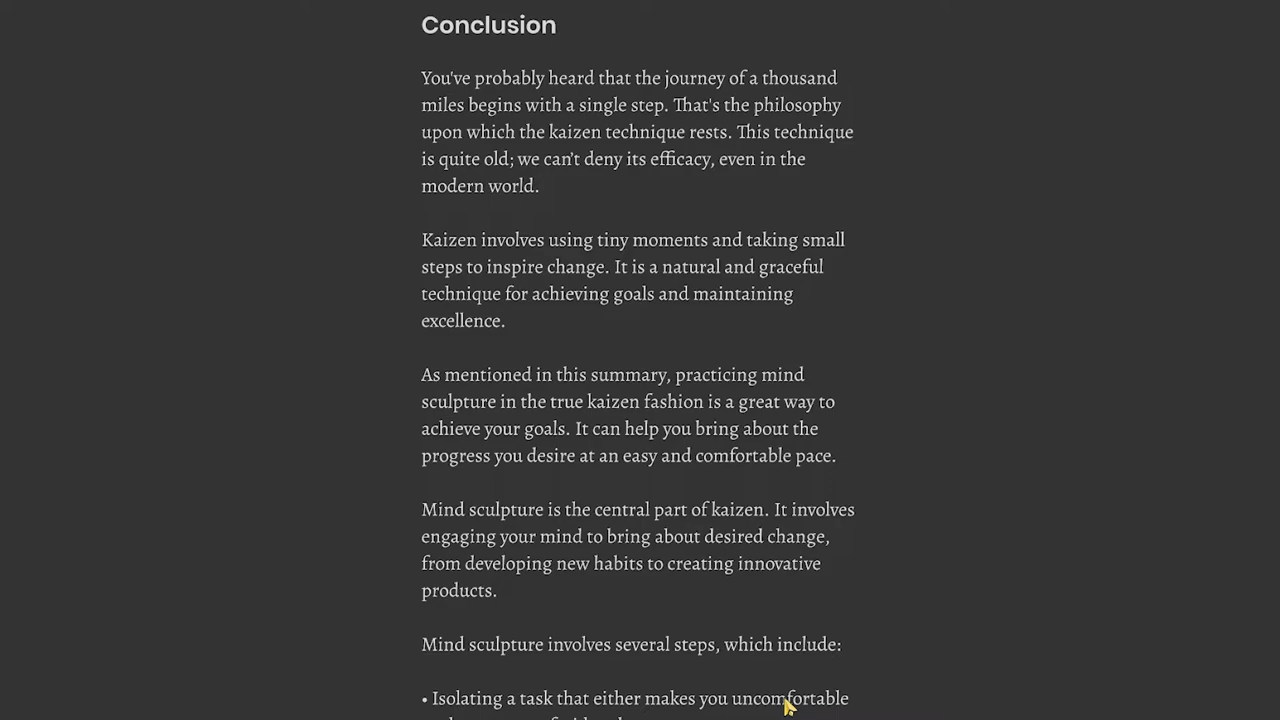 Conclusion
You've probably heard that the journey of a thousand
miles begins with a single step. That's the philosophy
upon which the kaizen technique rests. This technique
is quite old; we can't deny its efficacy, even in the
modern world.
Kaizen involves using tiny moments and taking small
steps to inspire change. It is a natural and graceful
technique for achieving goals and maintaining
excellence.
As mentioned in this summary, practicing mind
sculpture in the true kaizen fashion is a great way to
achieve your goals. It can help you bring about the
progress you desire at an easy and comfortable pace.
Mind sculpture is the central part of kaizen. It involves
engaging your mind to bring about desired change,
from developing new habits to creating innovative
products.
Mind sculpture involves several steps, which include:
• Isolating a task that either makes you uncomfortable